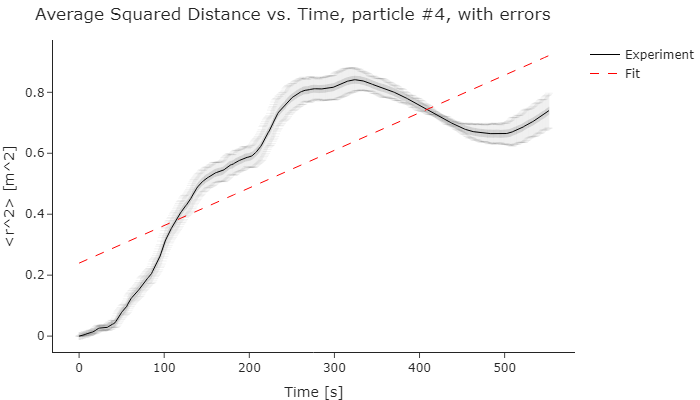 Average Squared Distance vs. Time, particle #4, with errors
Experiment
Fit
<r^2> [m^2]
0.8
0.6
0.4
0.2
0
0 100 200 300 400 500
Time [s]